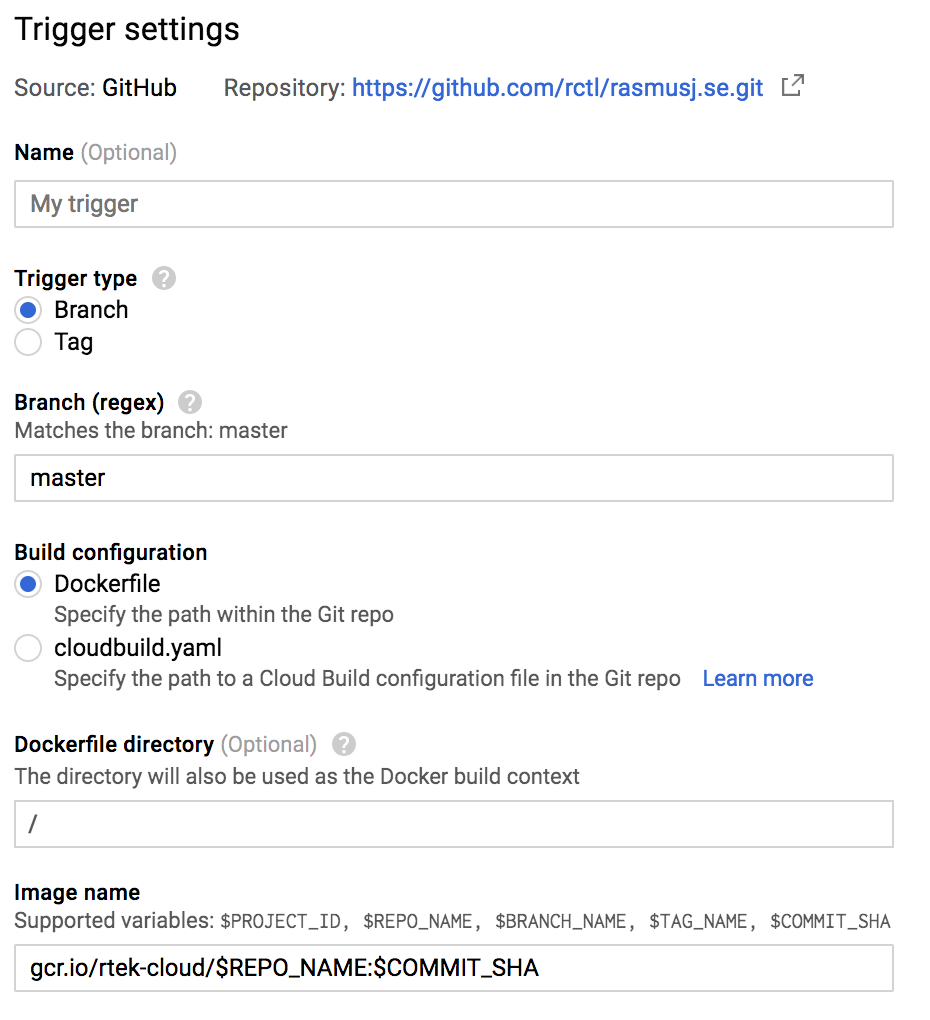 Trigger settings
Source: GitHub Repository: https://github.com/rctl/rasmusj.se.git
Name (Optional)
My trigger
Trigger type ?
Branch
Tag
Branch (regex) ?
Matches the branch: master
master
Build configuration
Dockerfile
Specify the path within the Git repo
cloudbuild.yaml
Specify the path to a Cloud Build configuration file in the Git repo Learn more
Dockerfile directory (Optional) ?
The directory will also be used as the Docker build context
/
Image name
Supported variables: $PROJECT_ID, $REPO_NAME, $BRANCH_NAME, $TAG_NAME, $COMMIT_SHA
gcr.io/rtek-cloud/$REPO_NAME:$COMMIT_SHA